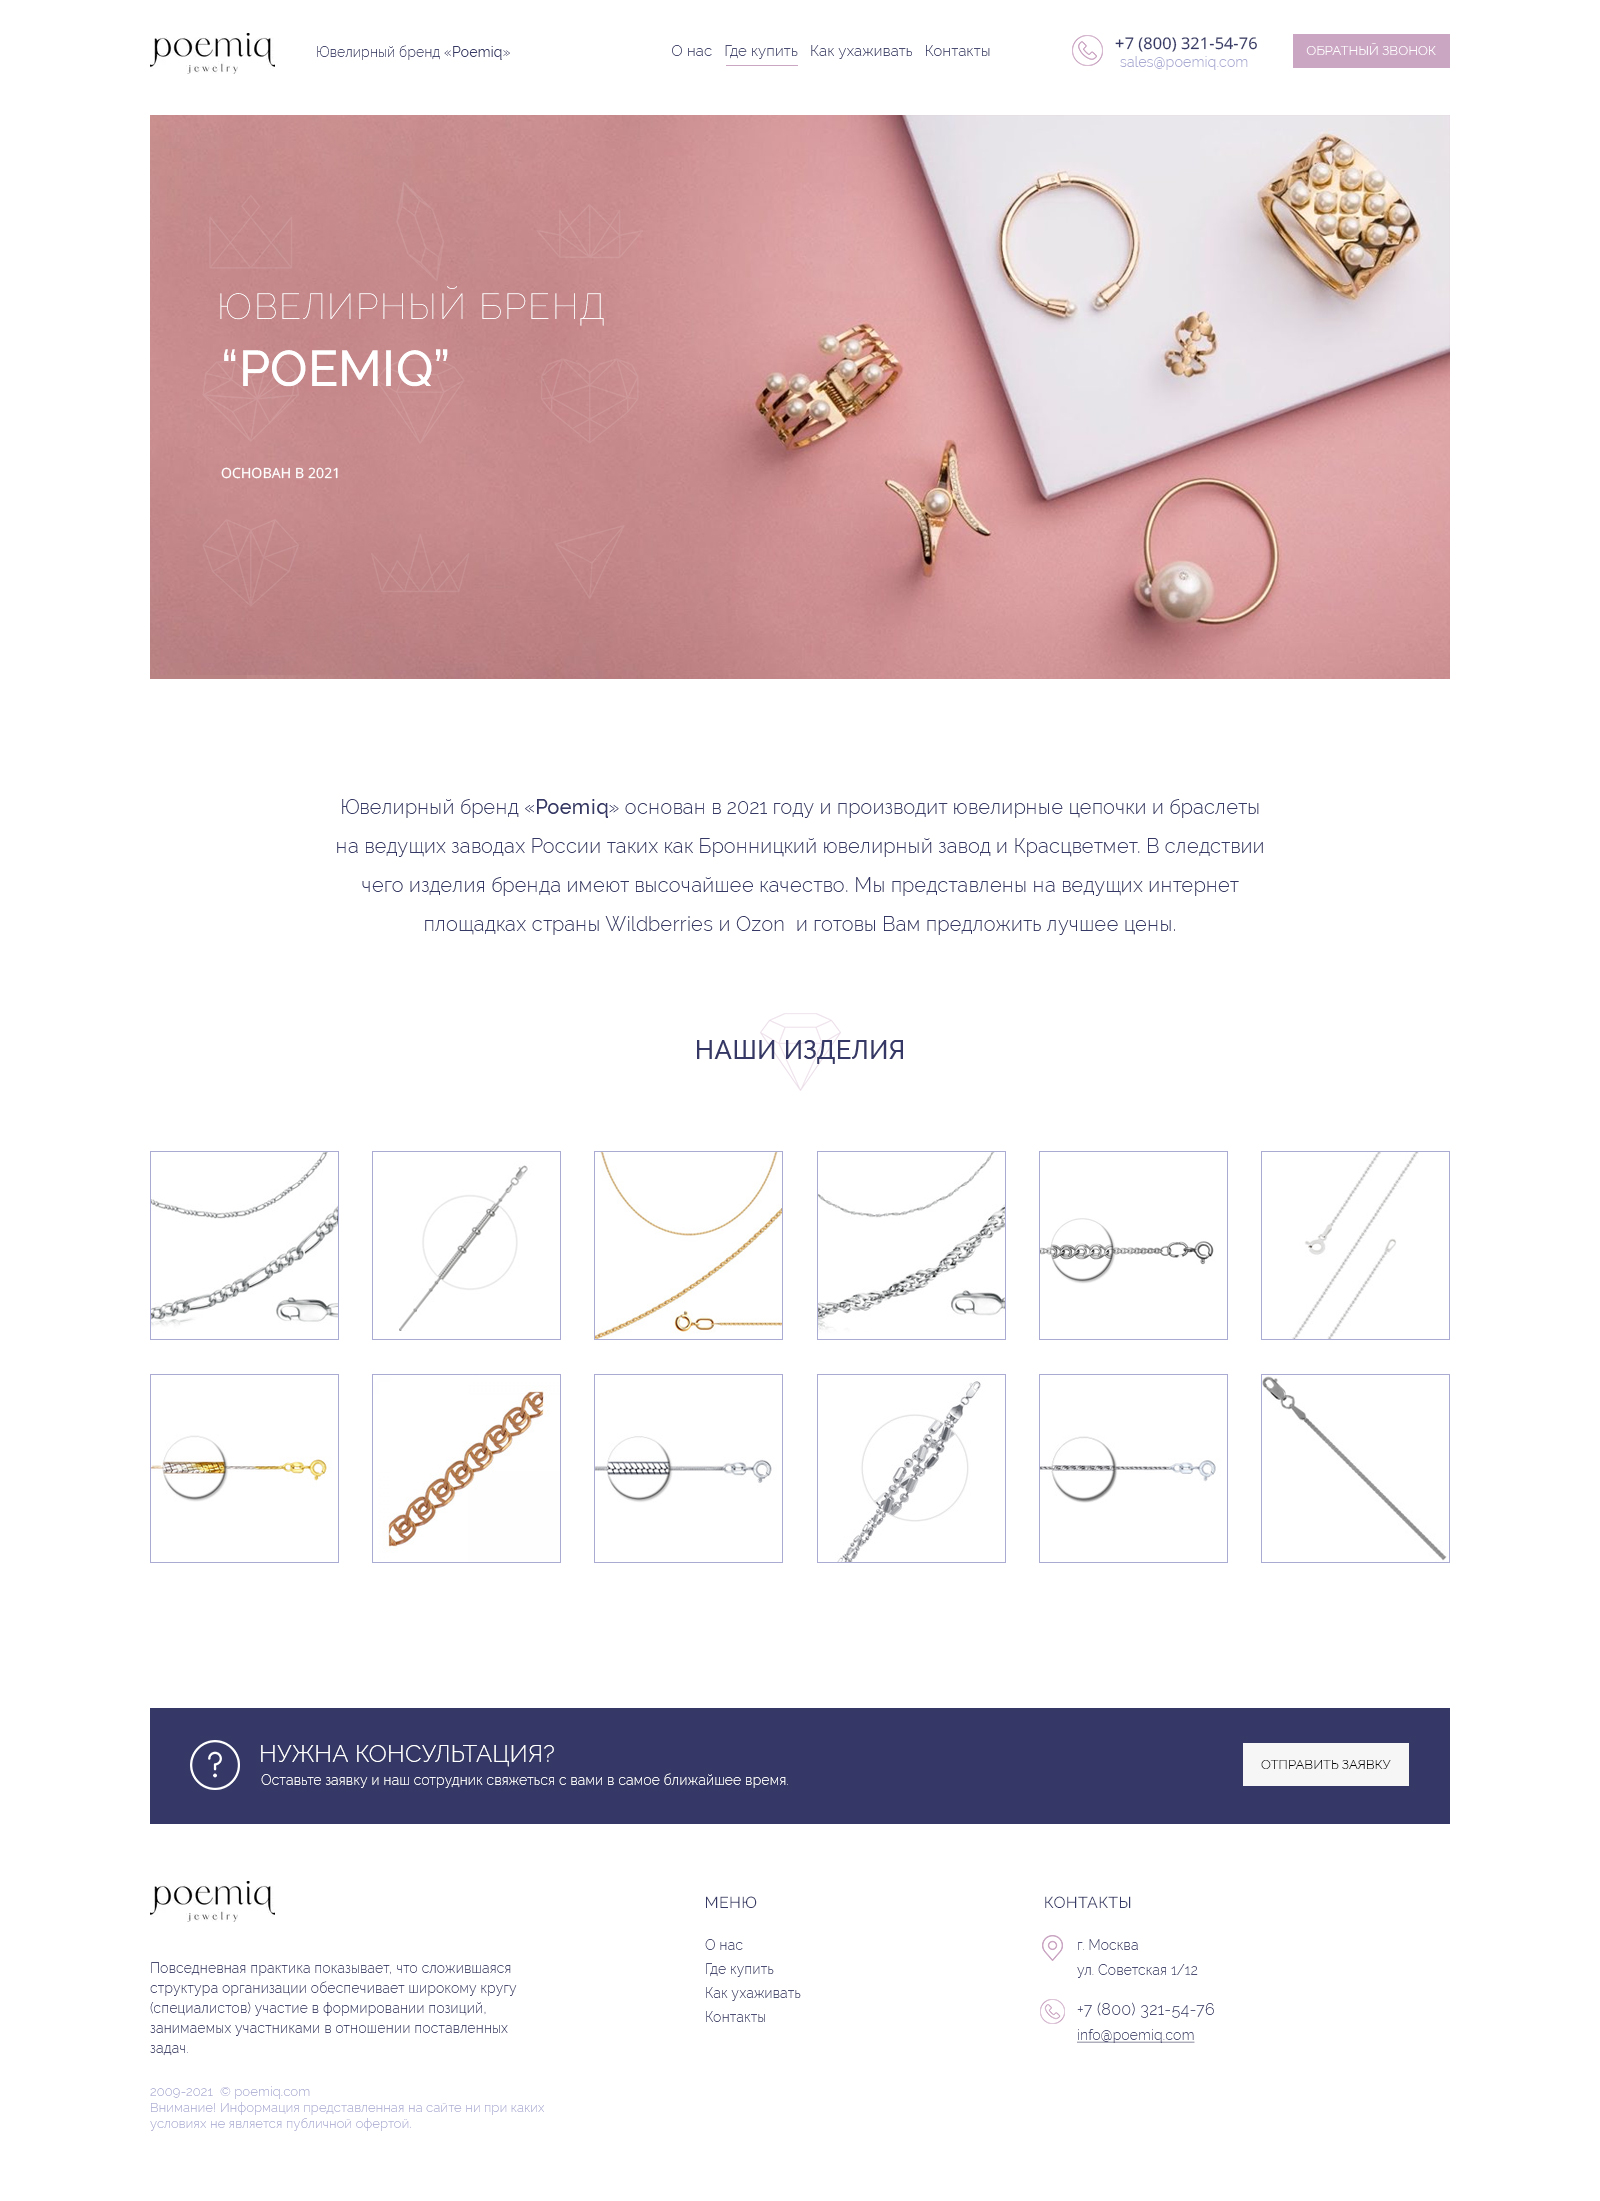 poemiq
jewelry
Ювелирный бренд «Poemiq»
О нас Где купить Как ухаживать Контакты
+7 (800) 321-54-76
sales@poemiq.com
ОБРАТНЫЙ ЗВОНОК
ЮВЕЛИРНЫЙ БРЕНД
“POEMIQ”
ОСНОВАН В 2021
Ювелирный бренд «Poemiq» основан в 2021 году и производит ювелирные цепочки и браслеты
на ведущих заводах России таких как Бронницкий ювелирный завод и Красцветмет. В следствии
чего изделия бренда имеют высочайшее качество. Мы представлены на ведущих интернет
площадках страны Wildberries и Ozon и готовы Вам предложить лучшее цены.
НАШИ ИЗДЕЛИЯ
?
НУЖНА КОНСУЛЬТАЦИЯ?
Оставьте заявку и наш сотрудник свяжеться с вами в самое ближайшее время.
ОТПРАВИТЬ ЗАЯВКУ
poemiq
jewelry
Повседневная практика показывает, что сложившаяся
структура организации обеспечивает широкому кругу
(специалистов) участие в формировании позиций,
занимаемых участниками в отношении поставленных
задач.
2009-2021 © poemiq.com
Внимание! Информация представленная на сайте ни при каких
условиях не является публичной офертой.
МЕНЮ
О нас
Где купить
Как ухаживать
Контакты
КОНТАКТЫ
г. Москва
ул. Советская 1/12
+7 (800) 321-54-76
info@poemiq.com